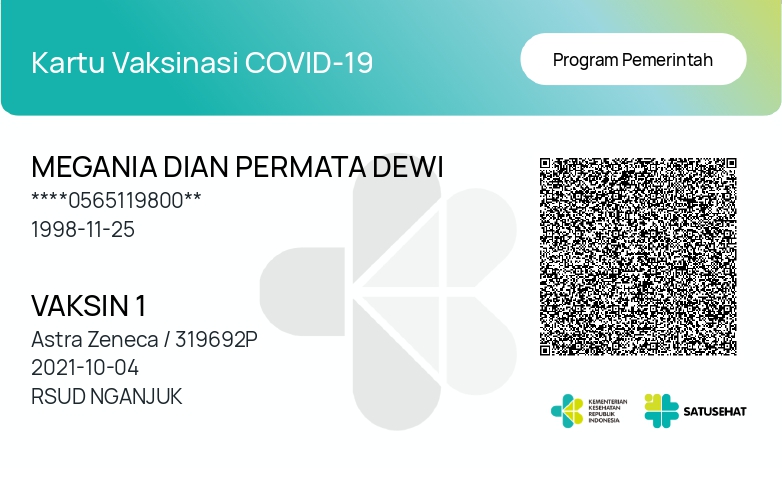 Kartu Vaksinasi COVID-19
Program Pemerintah
MEGANIA DIAN PERMATA DEWI
****0565119800**
1998-11-25
VAKSIN 1
Astra Zeneca / 319692P
2021-10-04
RSUD NGANJUK
KEMENTERIAN
KESEHATAN
REPUBLIK
INDONESIA
SATUSEHAT